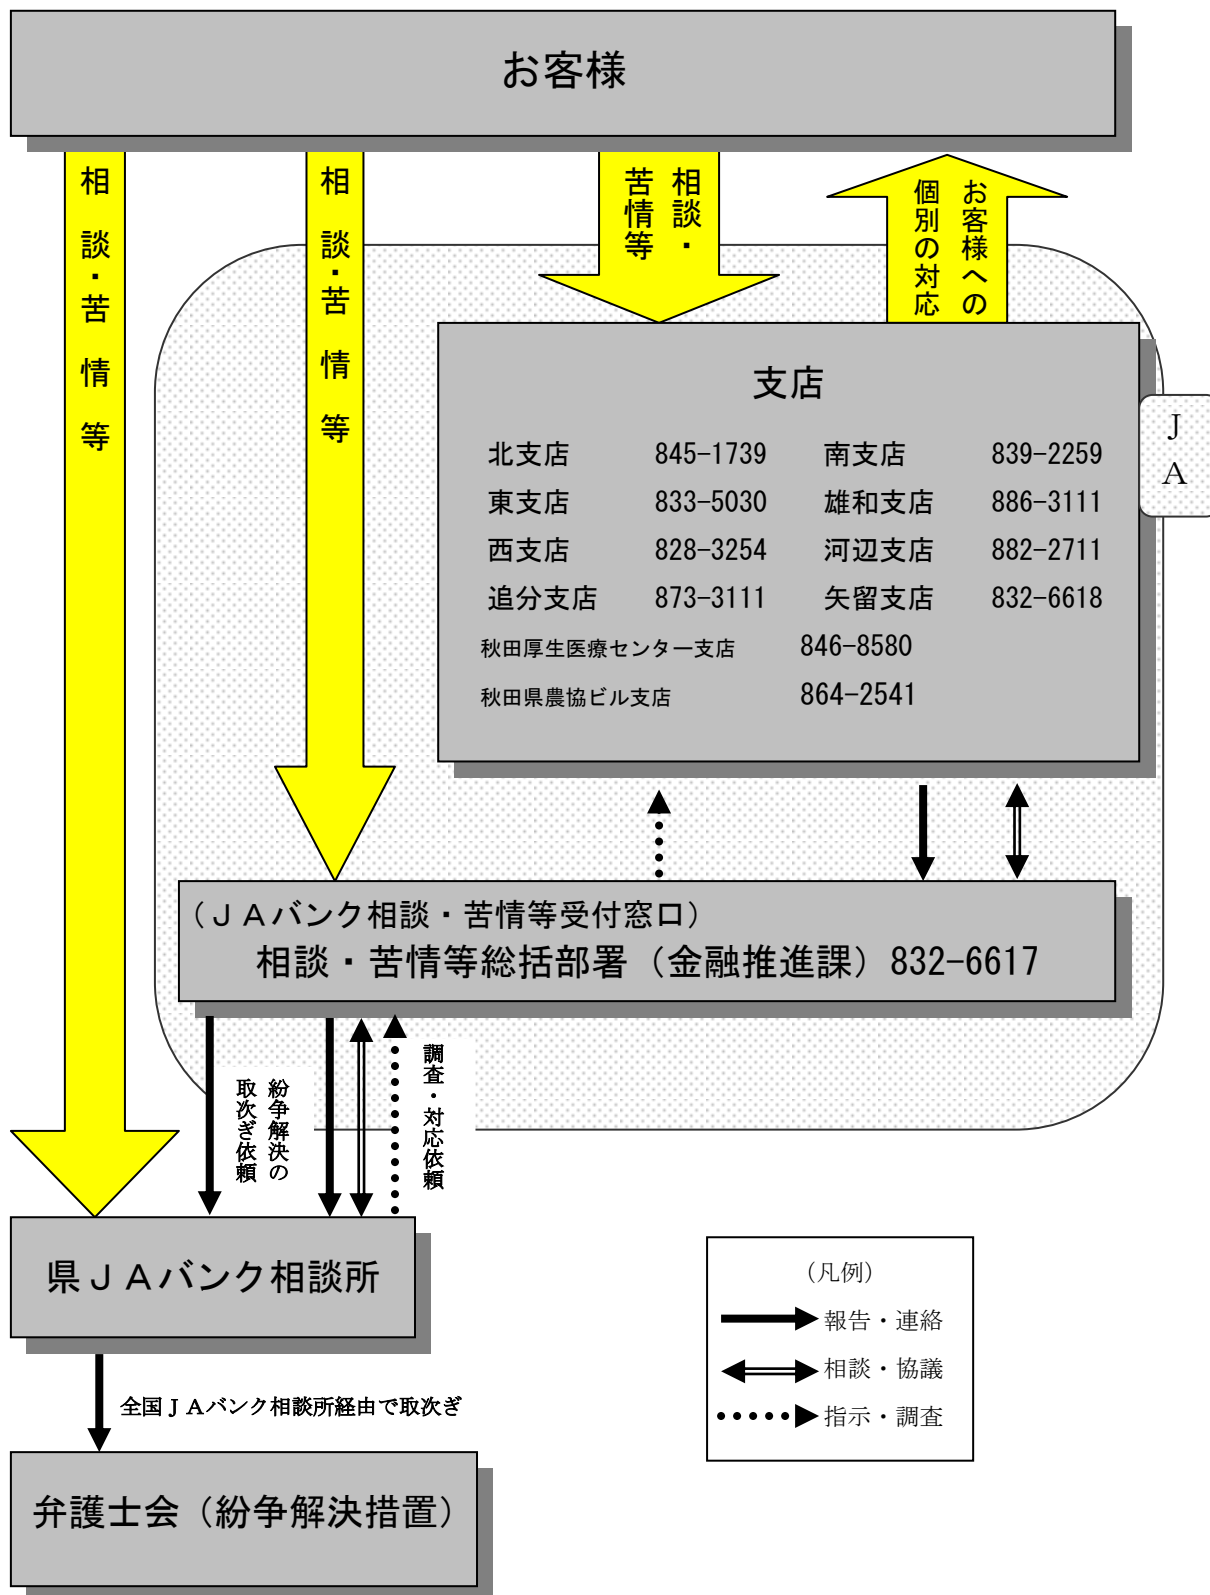 お客様
相談・苦情等
相談・苦情等
相談・
苦情等
お客様への
個別の対応
支店
北支店 845-1739 南支店 839-2259
東支店 833-5030 雄和支店 886-3111
西支店 828-3254 河辺支店 882-2711
追分支店 873-3111 矢留支店 832-6618
秋田厚生医療センター支店 846-8580
秋田県農協ビル支店 864-2541
ＪＡ
（ＪＡバンク相談・苦情等受付窓口）
相談・苦情等総括部署（金融推進課）832-6617
紛争解決の
取次ぎ依頼
調査・対応依頼
県ＪＡバンク相談所
全国ＪＡバンク相談所経由で取次ぎ
弁護士会（紛争解決措置）
（凡例）
報告・連絡
相談・協議
指示・調査